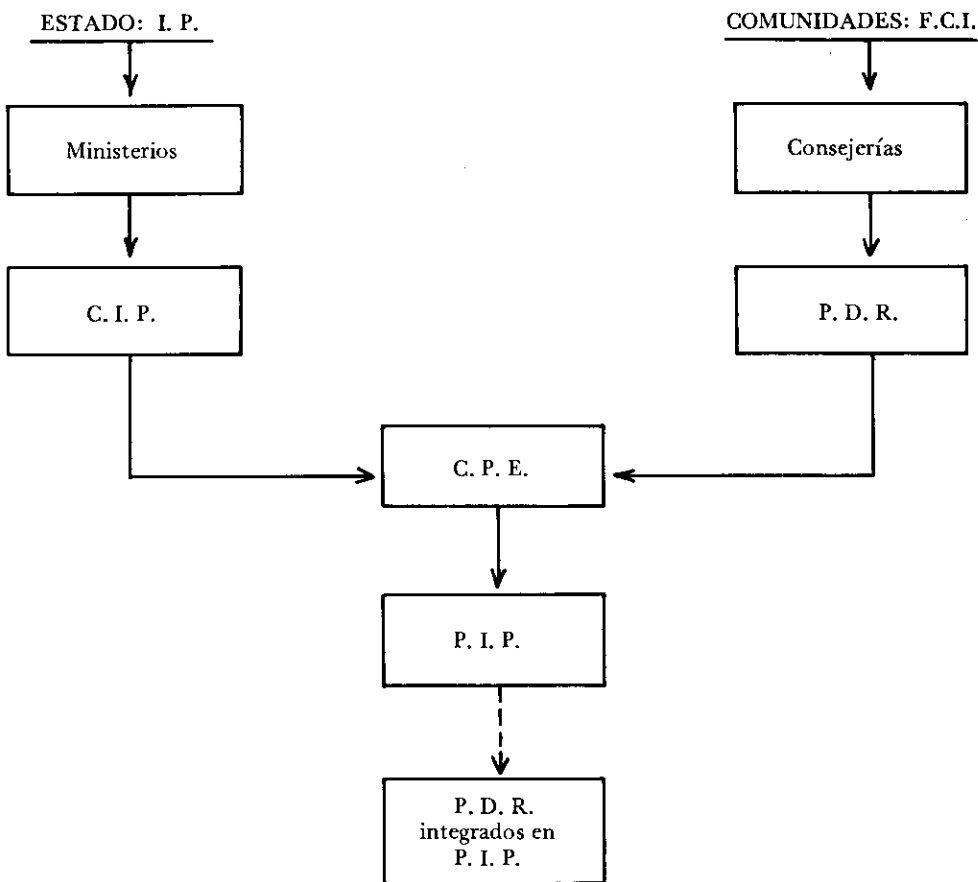 ESTADO: I. P.
COMUNIDADES: F.C.I.
Ministerios
Consejerías
C. I. P.
P. D. R.
C. P. E.
P. I. P.
P. D. R.
integrados en
P. I. P.